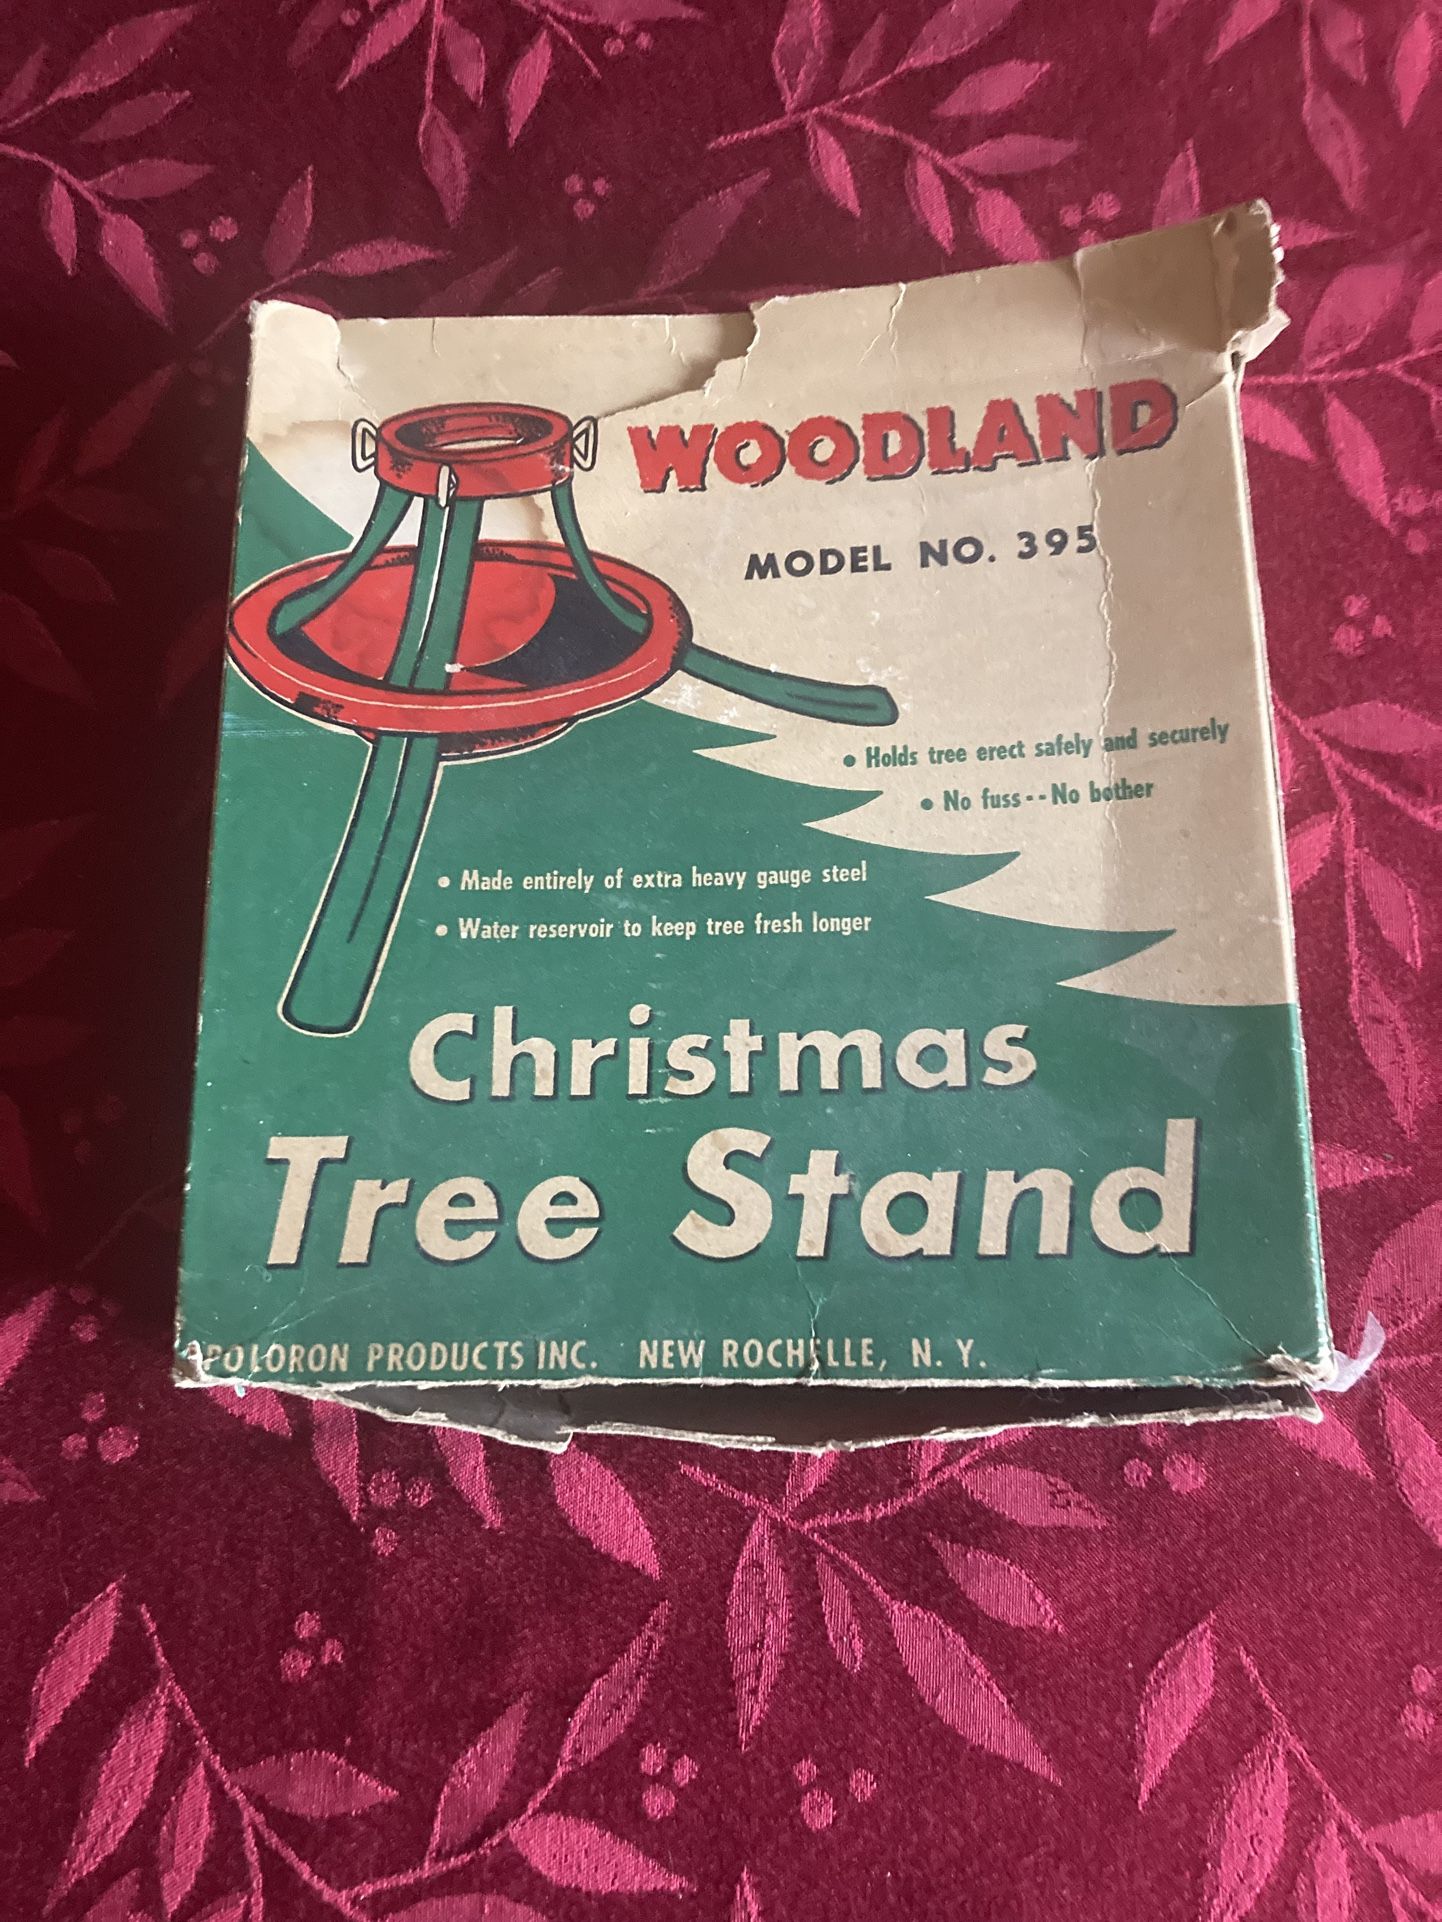 WOODLAND
MODEL NO. 395
• Holds tree erect safely and securely
• No fuss--No bother
• Made entirely of extra heavy gauge steel
• Water reservoir to keep tree fresh longer
Christmas
Tree Stand
APOLORON PRODUCTS INC. NEW ROCHELLE, N. Y.